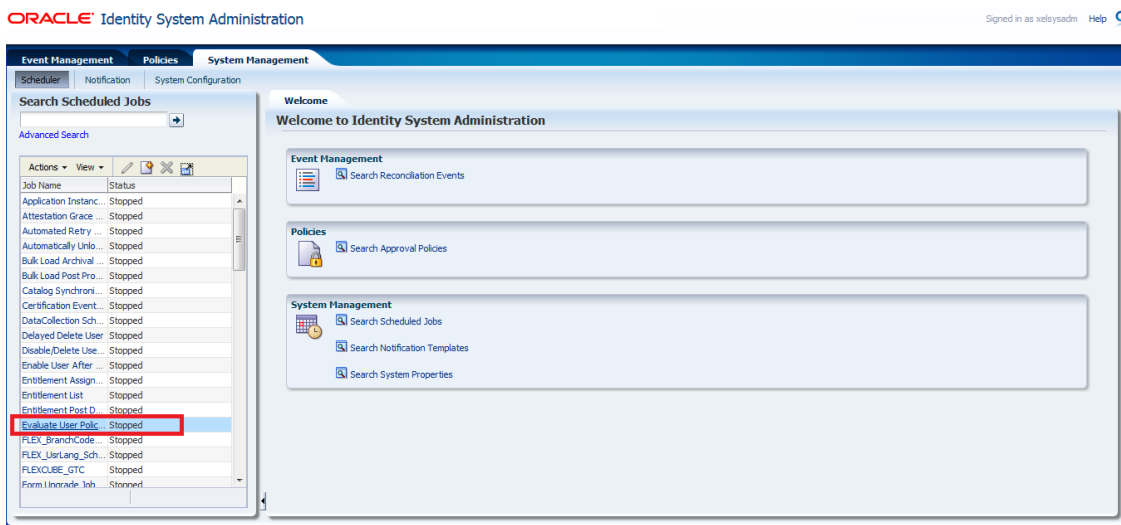 ORACLE Identity System Administration
Signed in as xelsysadm Help
Event Management Policies System Management
Scheduler Notification System Configuration
Search Scheduled Jobs
Advanced Search
Actions View
Job Name Status
Application Instanc... Stopped
Attestation Grace ... Stopped
Automated Retry ... Stopped
Automatically Unlo... Stopped
Bulk Load Archival ... Stopped
Bulk Load Post Pro... Stopped
Catalog Synchroni... Stopped
Certification Event... Stopped
DataCollection Sch... Stopped
Delayed Delete User Stopped
Disable/Delete Use... Stopped
Enable User After ... Stopped
Entitlement Assign... Stopped
Entitlement List Stopped
Entitlement Post D... Stopped
Evaluate User Polic... Stopped
FLEX_BranchCode... Stopped
FLEX_UsrLang_Sch... Stopped
FLEXCUBE_GTC Stopped
Form Upgrade Job Stopped
Welcome
Welcome to Identity System Administration
Event Management
Search Reconciliation Events
Policies
Search Approval Policies
System Management
Search Scheduled Jobs
Search Notification Templates
Search System Properties